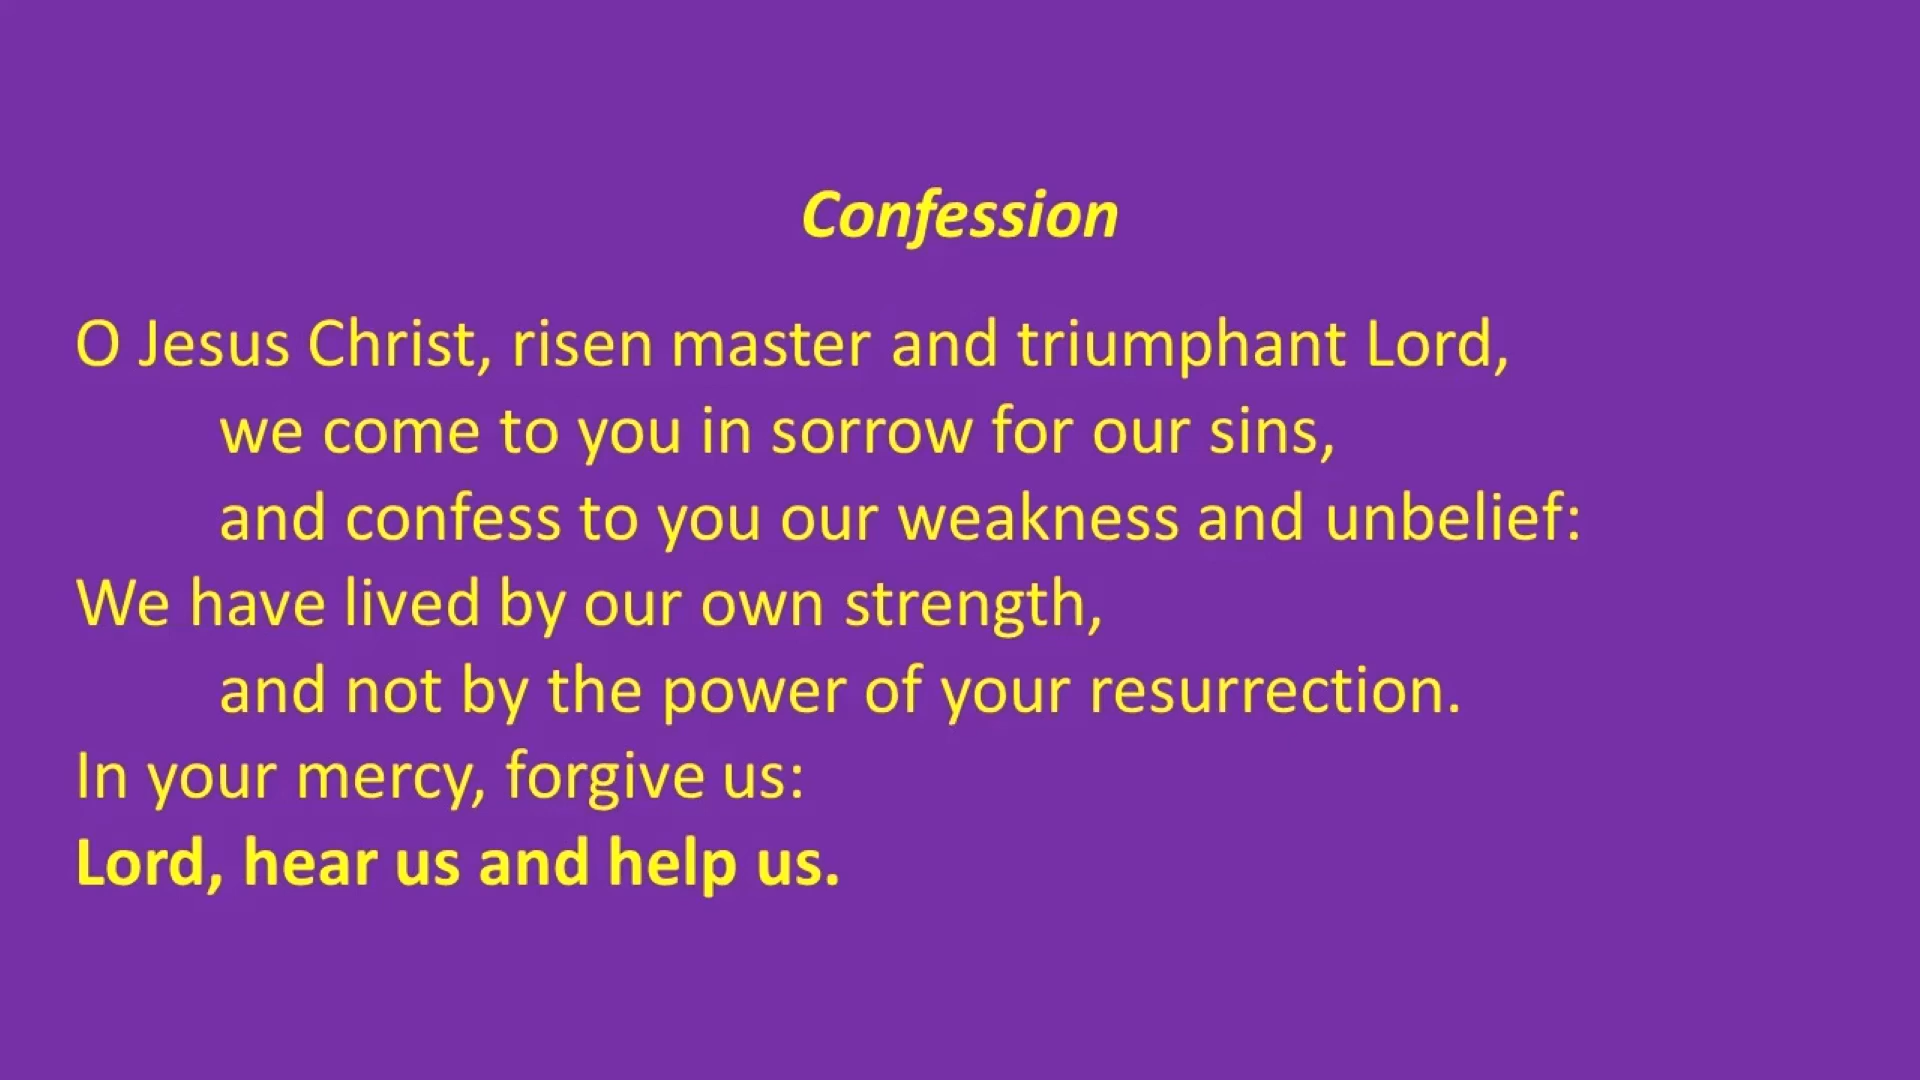 Confession
O Jesus Christ, risen master and triumphant Lord,
we come to you in sorrow for our sins,
and confess to you our weakness and unbelief:
We have lived by our own strength,
and not by the power of your resurrection.
In your mercy, forgive us:
Lord, hear us and help us.